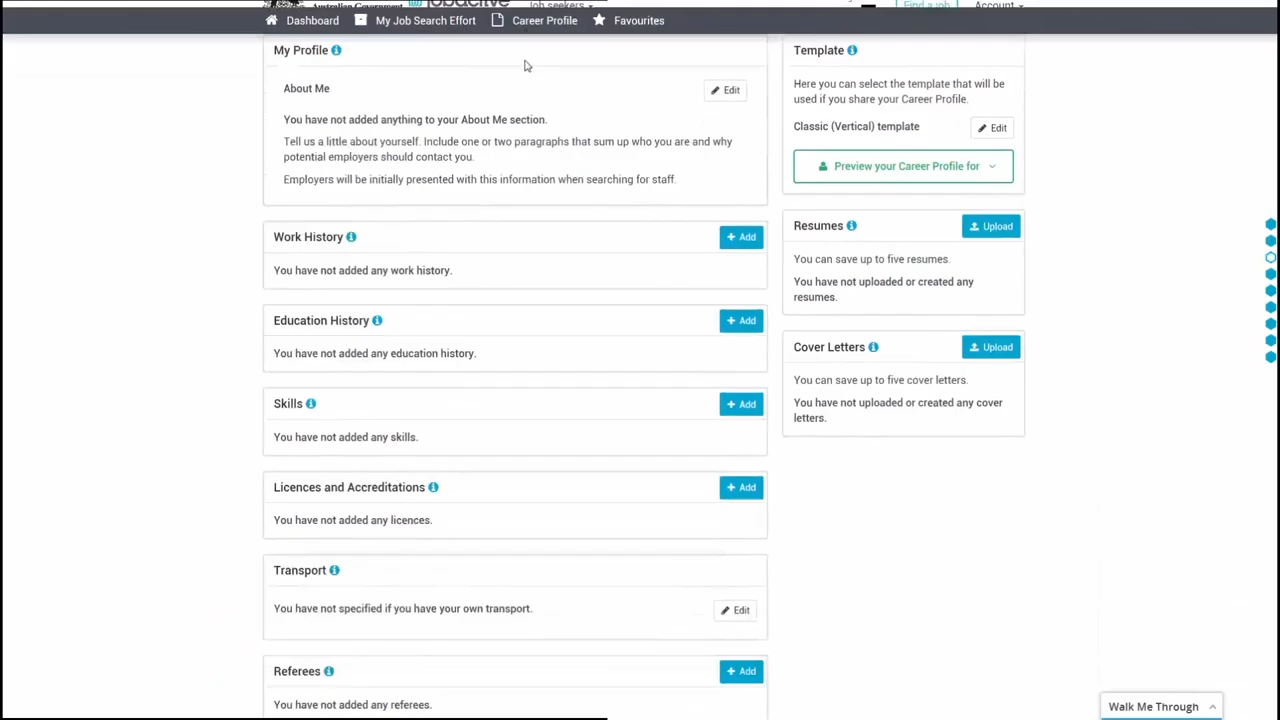 Australian Government jobactive Job seekers Find a job Account
Dashboard My Job Search Effort Career Profile Favourites
My Profile
About Me
Edit
You have not added anything to your About Me section.
Tell us a little about yourself. Include one or two paragraphs that sum up who you are and why
potential employers should contact you.
Employers will be initially presented with this information when searching for staff.
Work History
+ Add
You have not added any work history.
Education History
+ Add
You have not added any education history.
Skills
+ Add
You have not added any skills.
Licences and Accreditations
+ Add
You have not added any licences.
Transport
You have not specified if you have your own transport.
Edit
Referees
+ Add
You have not added any referees.
Template
Here you can select the template that will be
used if you share your Career Profile.
Classic (Vertical) template
Edit
Preview your Career Profile for
Resumes
Upload
You can save up to five resumes.
You have not uploaded or created any
resumes.
Cover Letters
Upload
You can save up to five cover letters.
You have not uploaded or created any cover
letters.
Walk Me Through